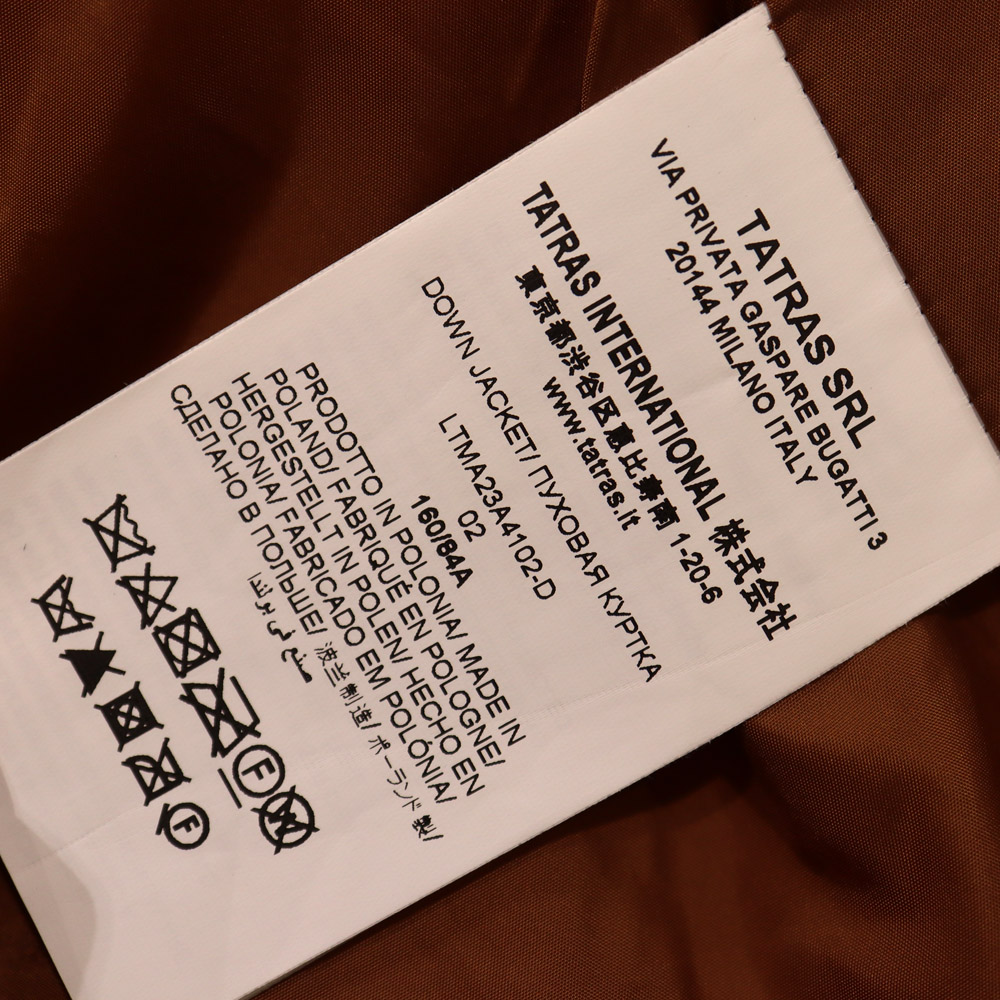 TATRAS SRL
VIA PRIVATA GASPARE BUGATTI 3
20144 MILANO ITALY
TATRAS INTERNATIONAL 株式会社
東京都渋谷区恵比寿南 1-20-6
www.tatras.it
DOWN JACKET/ ПУХОВАЯ КУРТКА
LTMA23A4102-D
02
160/84A
PRODOTTO IN POLONIA/ MADE IN
POLAND/ FABRIQUÉ EN POLOGNE/
HERGESTELLT IN POLEN/ HECHO EN
POLONIA/ FABRICADO EM POLÓNIA/
СДЕЛАНО В ПОЛЬШЕ/ 波兰制造/ ポーランド製/
F
W
F